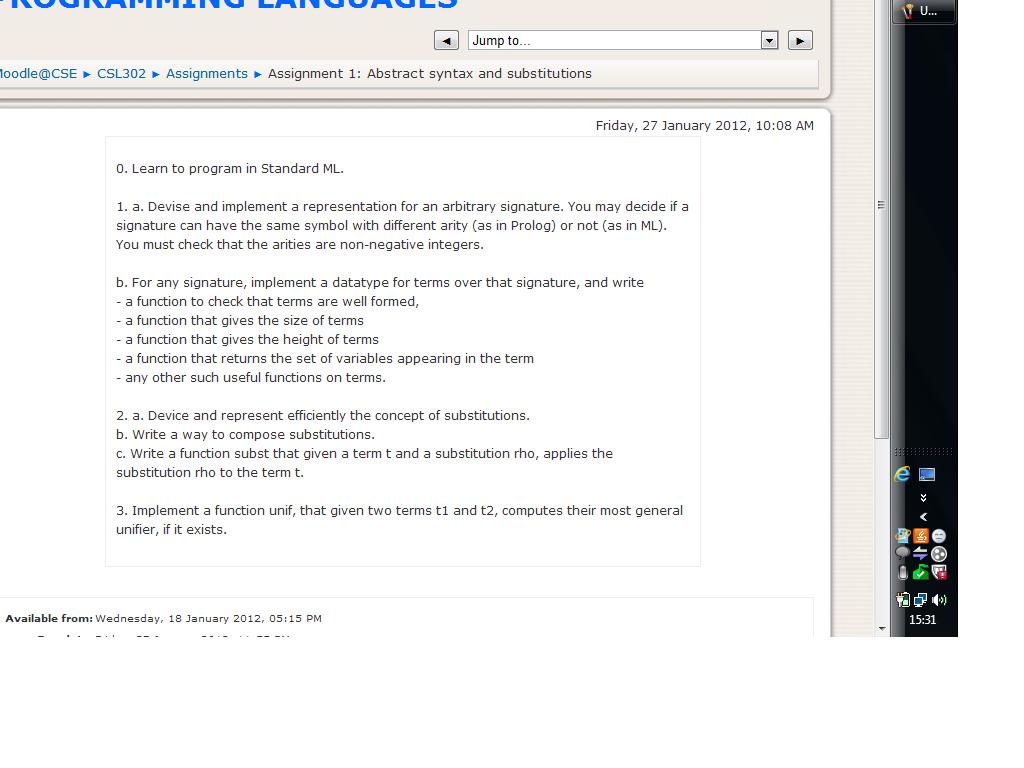 PROGRAMMING LANGUAGES
U...
Jump to...
Moodle@CSE ► CSL302 ► Assignments ► Assignment 1: Abstract syntax and substitutions
Friday, 27 January 2012, 10:08 AM
0. Learn to program in Standard ML.
1. a. Devise and implement a representation for an arbitrary signature. You may decide if a
signature can have the same symbol with different arity (as in Prolog) or not (as in ML).
You must check that the arities are non-negative integers.
b. For any signature, implement a datatype for terms over that signature, and write
- a function to check that terms are well formed,
- a function that gives the size of terms
- a function that gives the height of terms
- a function that returns the set of variables appearing in the term
- any other such useful functions on terms.
2. a. Device and represent efficiently the concept of substitutions.
b. Write a way to compose substitutions.
c. Write a function subst that given a term t and a substitution rho, applies the
substitution rho to the term t.
3. Implement a function unif, that given two terms t1 and t2, computes their most general
unifier, if it exists.
Available from: Wednesday, 18 January 2012, 05:15 PM
15:31